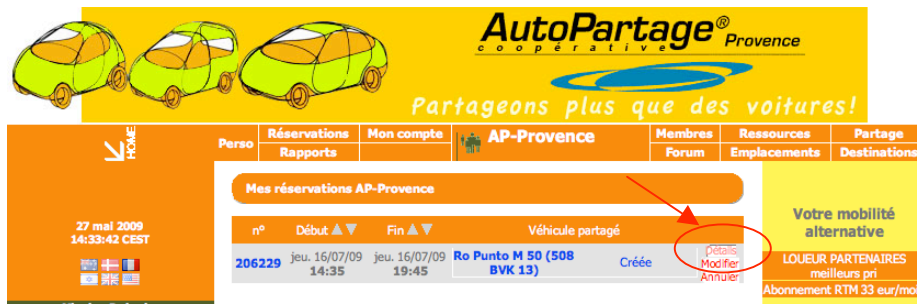 AutoPartage® Provence
coopérative
Partageons plus que des voitures!
HOME
Perso
Réservations
Rapports
Mon compte
AP-Provence
Membres
Forum
Ressources
Emplacements
Partage
Destinations
Mes réservations AP-Provence
27 mai 2009
14:33:42 CEST
nº Début Fin Véhicule partagé
206229 jeu. 16/07/09 jeu. 16/07/09 Ro Punto M 50 (508 Créée
14:35 19:45 BVK 13)
Détails
Modifier
Annuler
Votre mobilité
alternative
LOUEUR PARTENAIRES
meilleurs pri
Abonnement RTM 33 eur/mo